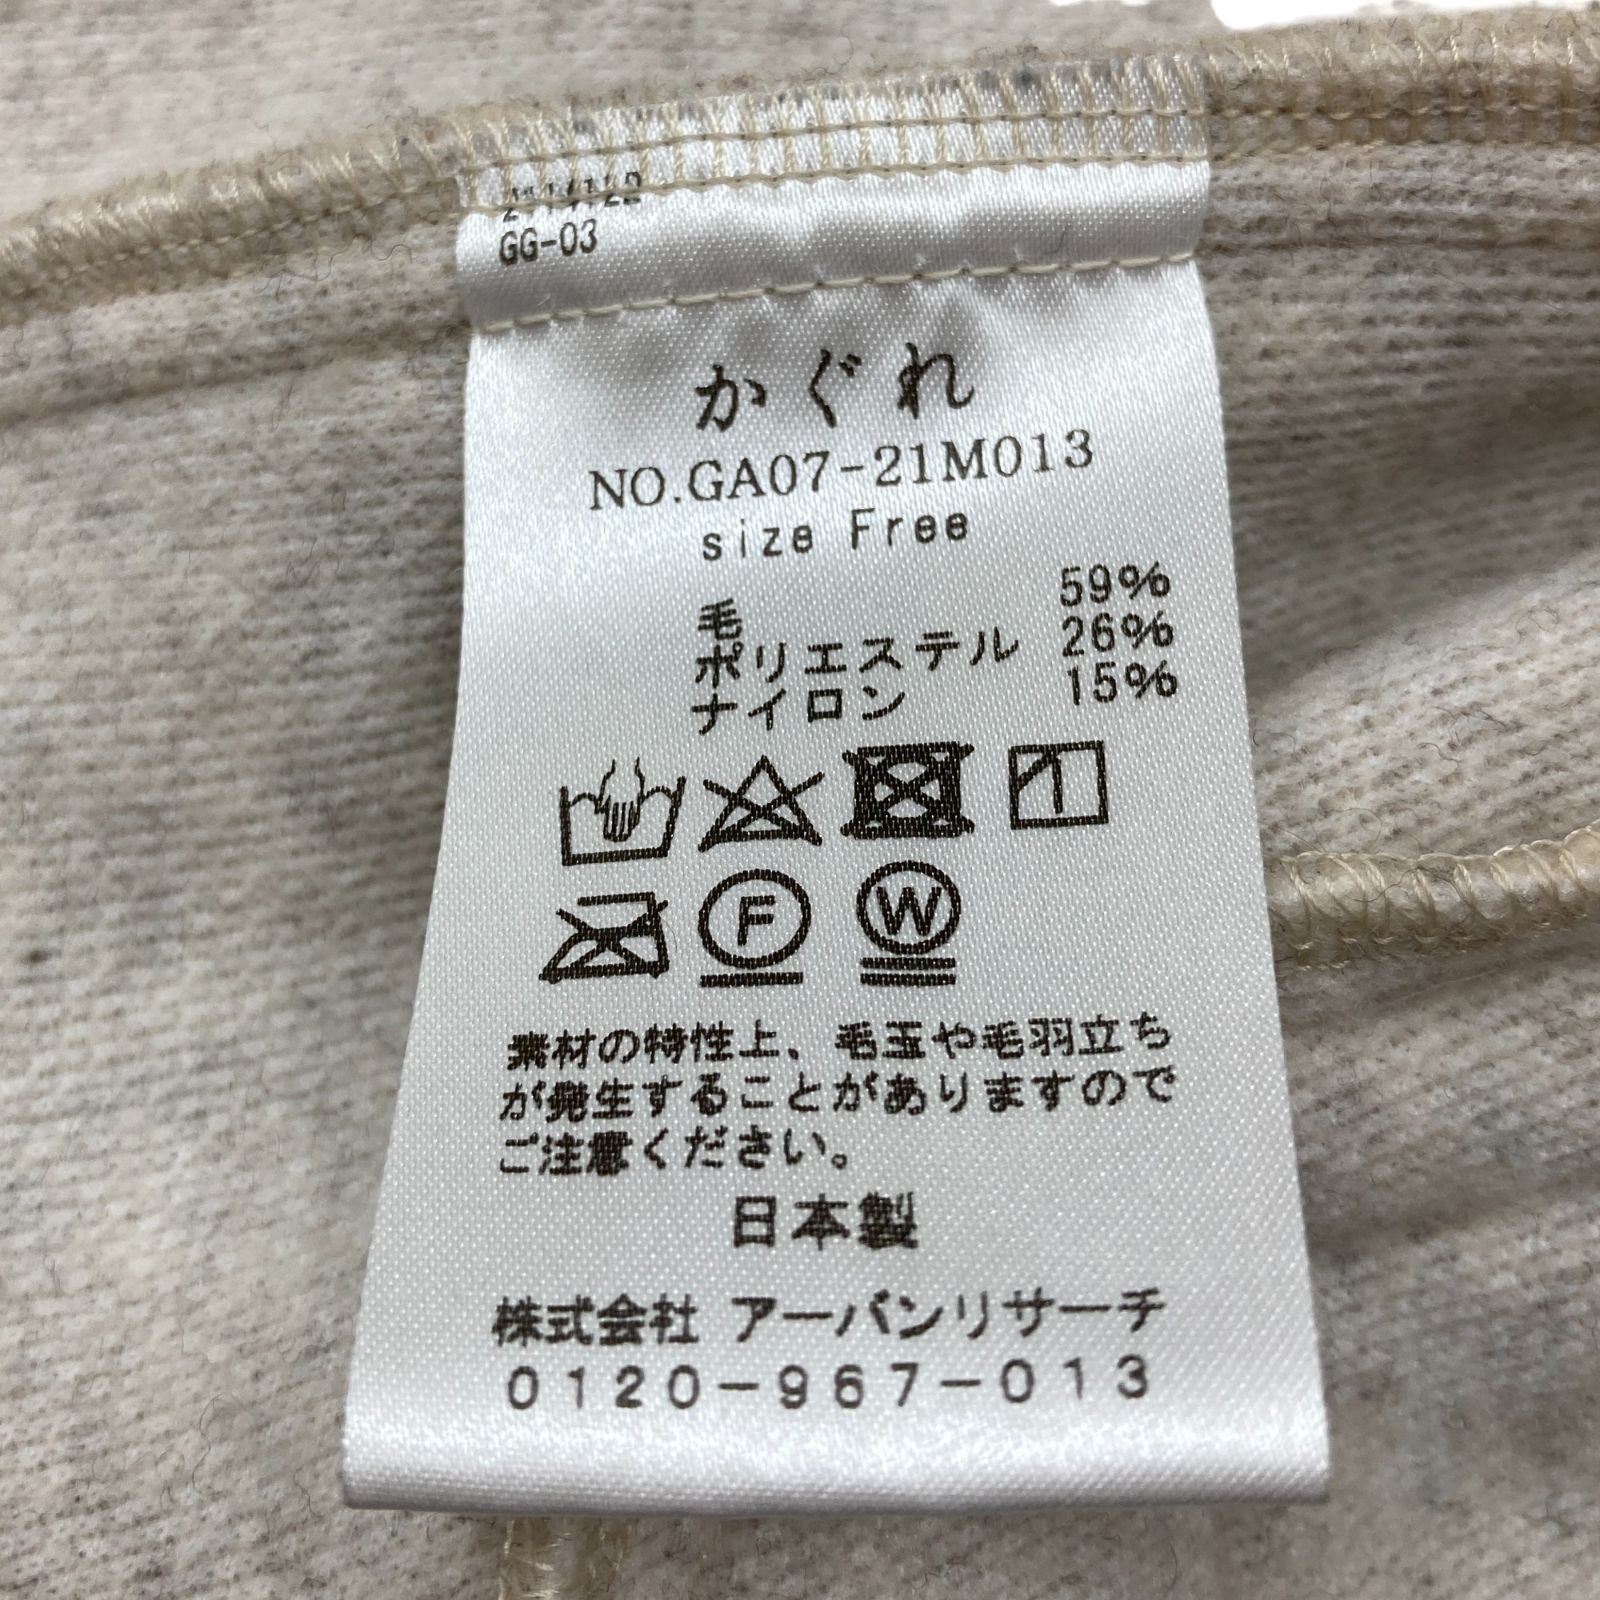 GG-03
かぐれ
NO.GA07-21M013
size Free
毛 59%
ポリエステル 26%
ナイロン 15%
F W
素材の特性上、毛玉や毛羽立ち
が発生することがありますので
ご注意ください。
日本製
株式会社 アーバンリサーチ
0120-967-013